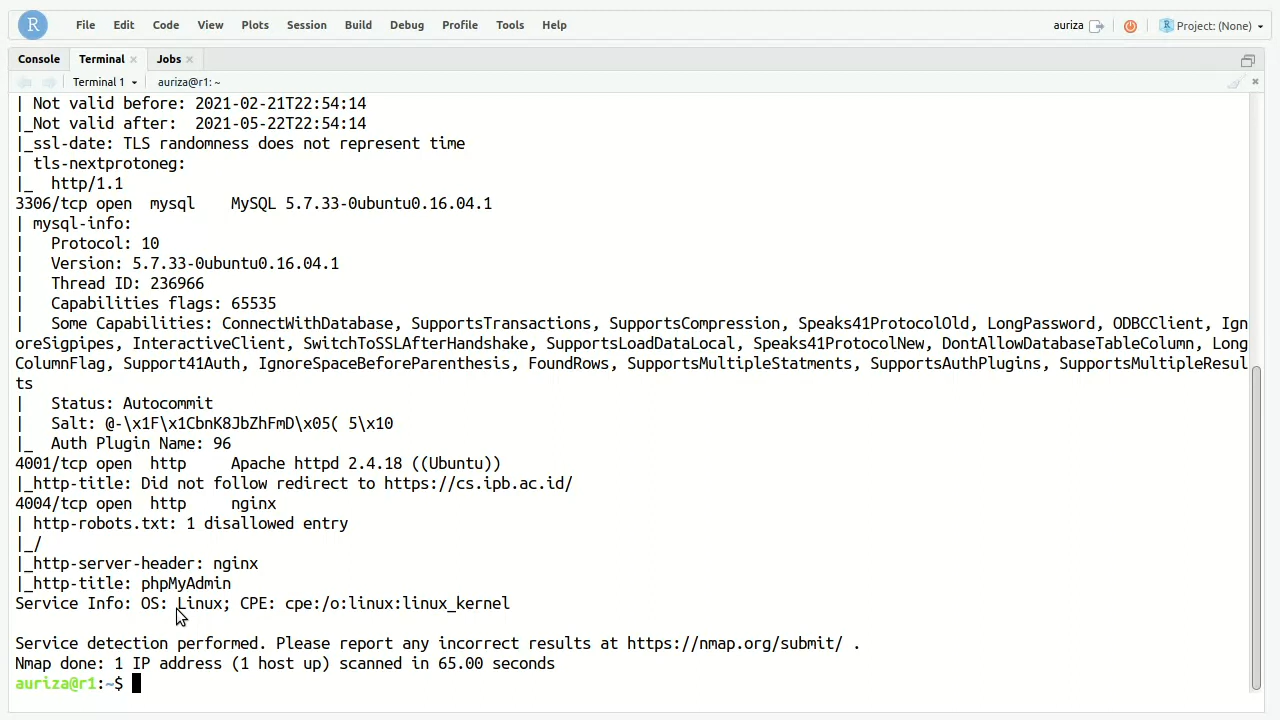 R File Edit Code View Plots Session Build Debug Profile Tools Help auriza R Project: (None)
Console Terminal Jobs
Terminal 1 auriza@r1: ~
| Not valid before: 2021-02-21T22:54:14
|_Not valid after:  2021-05-22T22:54:14
|_ssl-date: TLS randomness does not represent time
| tls-nextprotoneg:
|_  http/1.1
3306/tcp open  mysql    MySQL 5.7.33-0ubuntu0.16.04.1
| mysql-info:
|   Protocol: 10
|   Version: 5.7.33-0ubuntu0.16.04.1
|   Thread ID: 236966
|   Capabilities flags: 65535
|   Some Capabilities: ConnectWithDatabase, SupportsTransactions, SupportsCompression, Speaks41ProtocolOld, LongPassword, ODBCClient, Ign
oreSigpipes, InteractiveClient, SwitchToSSLAfterHandshake, SupportsLoadDataLocal, Speaks41ProtocolNew, DontAllowDatabaseTableColumn, Long
ColumnFlag, Support41Auth, IgnoreSpaceBeforeParenthesis, FoundRows, SupportsMultipleStatments, SupportsAuthPlugins, SupportsMultipleResul
ts
|   Status: Autocommit
|   Salt: @-\x1F\x1CbnK8JbZhFmD\x05( 5\x10
|_  Auth Plugin Name: 96
4001/tcp open  http     Apache httpd 2.4.18 ((Ubuntu))
|_http-title: Did not follow redirect to https://cs.ipb.ac.id/
4004/tcp open  http     nginx
| http-robots.txt: 1 disallowed entry
|_/
|_http-server-header: nginx
|_http-title: phpMyAdmin
Service Info: OS: Linux; CPE: cpe:/o:linux:linux_kernel
Service detection performed. Please report any incorrect results at https://nmap.org/submit/ .
Nmap done: 1 IP address (1 host up) scanned in 65.00 seconds
auriza@r1:~$